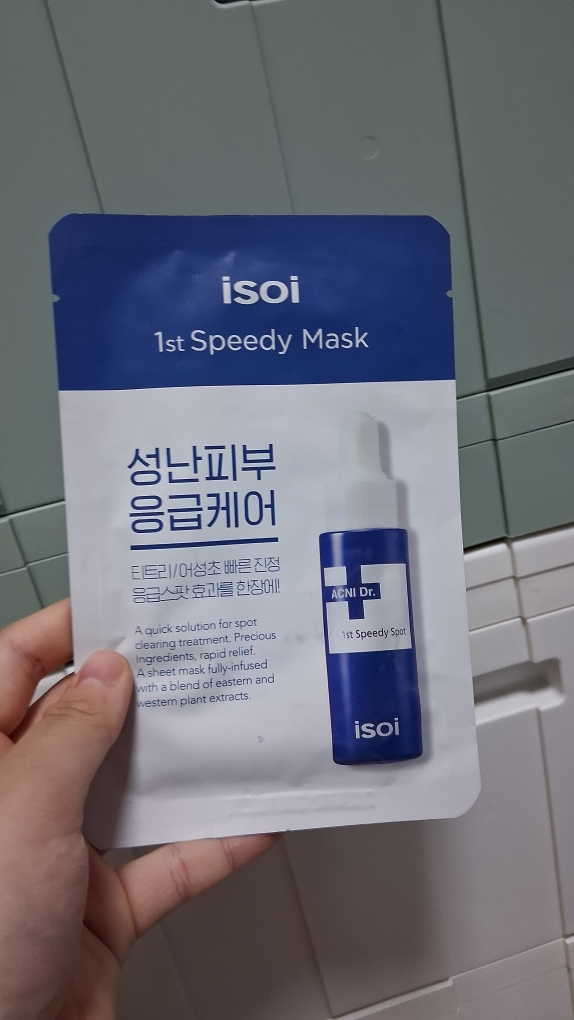 isoi
1st Speedy Mask
성난피부
응급케어
티트리/어성초 빠른 진정
응급스팟 효과를 한장에!
A quick solution for spot
clearing treatment. Precious
Ingredients, rapid relief.
A sheet mask fully-infused
with a blend of eastern and
western plant extracts.
ACNI Dr.
1st Speedy Spot
isoi